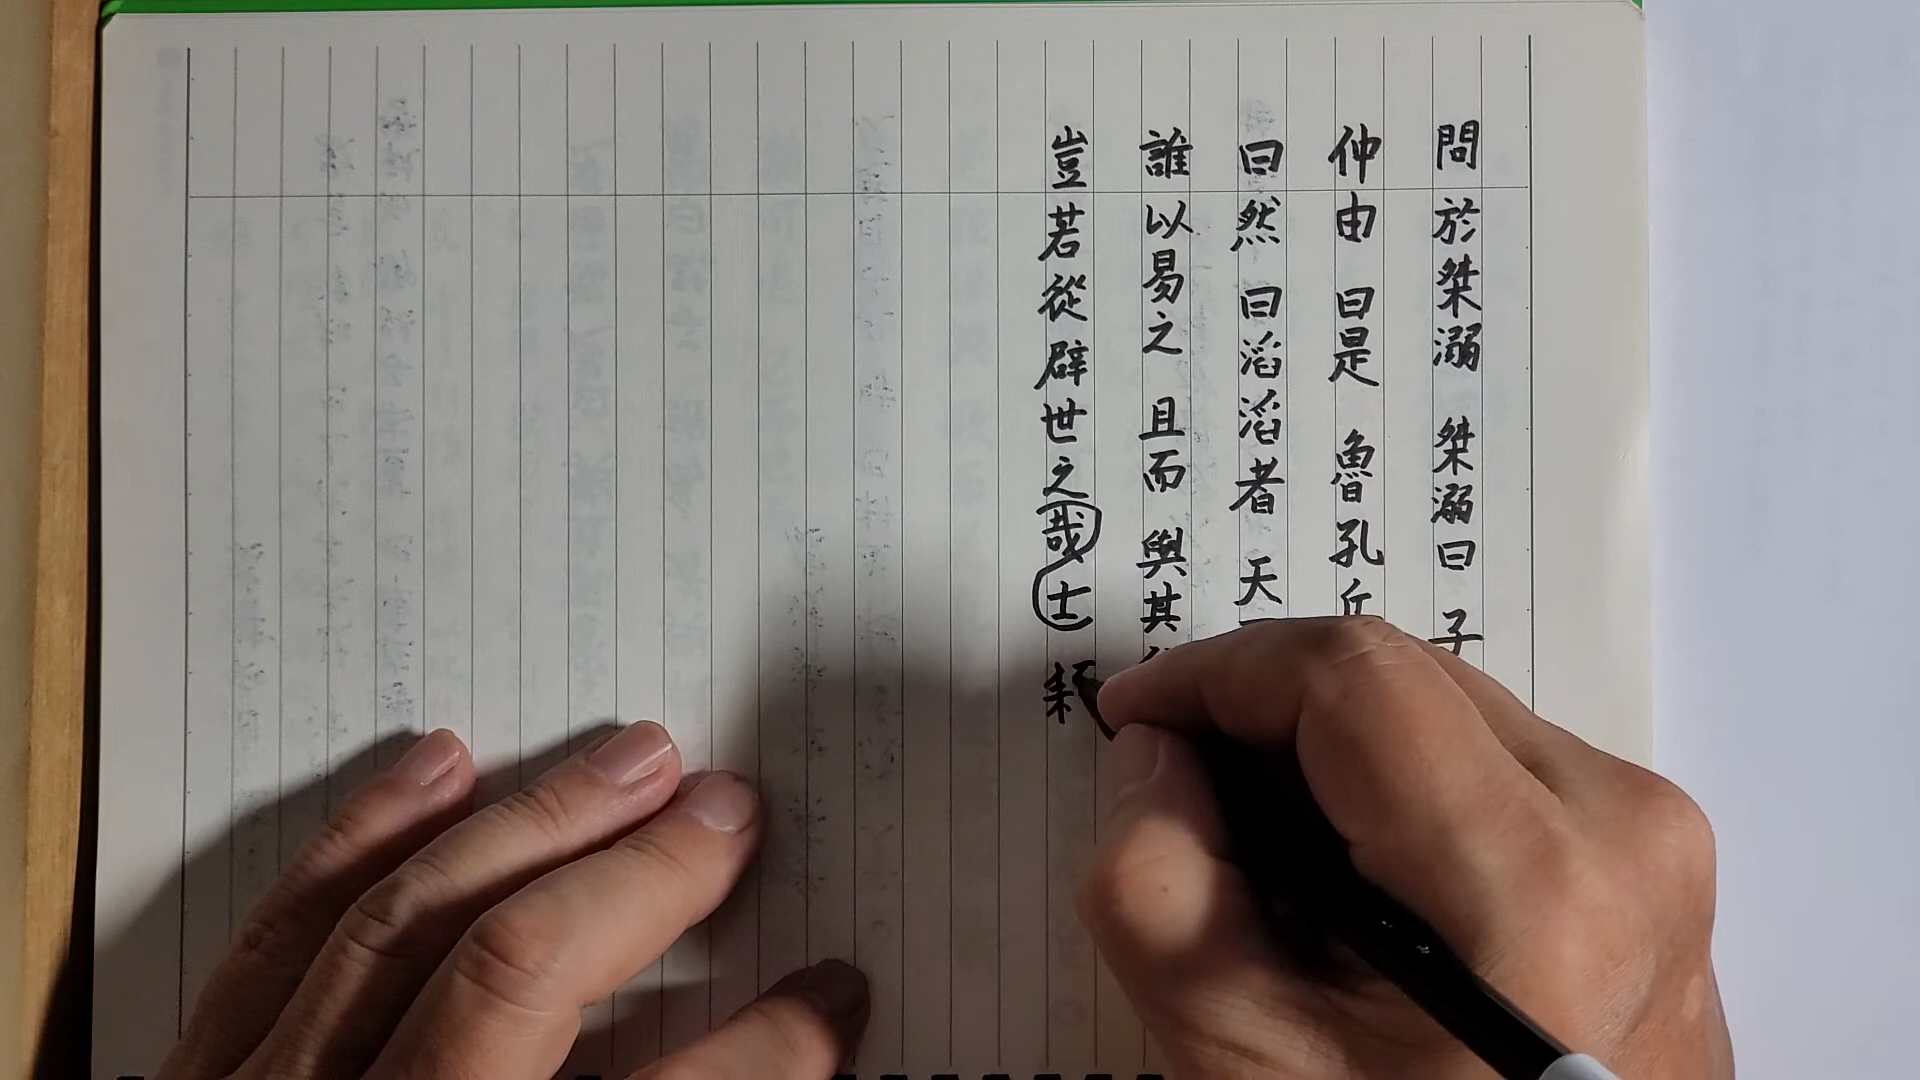 問於桀溺 桀溺曰 子
仲由 曰是 魯孔丘
曰然 曰滔滔者 天
誰以易之 且而 與其
豈若從辟世之哉士